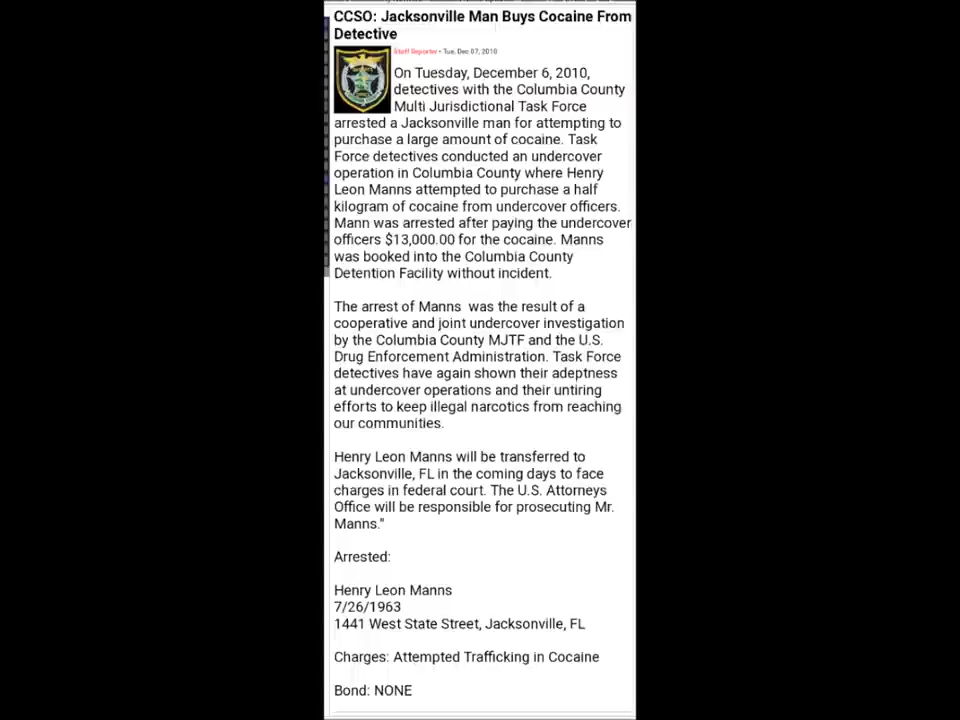 CCSO: Jacksonville Man Buys Cocaine From
Detective
Staff Reporter • Tue, Dec 07, 2010
On Tuesday, December 6, 2010,
detectives with the Columbia County
Multi Jurisdictional Task Force
arrested a Jacksonville man for attempting to
purchase a large amount of cocaine. Task
Force detectives conducted an undercover
operation in Columbia County where Henry
Leon Manns attempted to purchase a half
kilogram of cocaine from undercover officers.
Mann was arrested after paying the undercover
officers $13,000.00 for the cocaine. Manns
was booked into the Columbia County
Detention Facility without incident.
The arrest of Manns  was the result of a
cooperative and joint undercover investigation
by the Columbia County MJTF and the U.S.
Drug Enforcement Administration. Task Force
detectives have again shown their adeptness
at undercover operations and their untiring
efforts to keep illegal narcotics from reaching
our communities.
Henry Leon Manns will be transferred to
Jacksonville, FL in the coming days to face
charges in federal court. The U.S. Attorneys
Office will be responsible for prosecuting Mr.
Manns."
Arrested:
Henry Leon Manns
7/26/1963
1441 West State Street, Jacksonville, FL
Charges: Attempted Trafficking in Cocaine
Bond: NONE